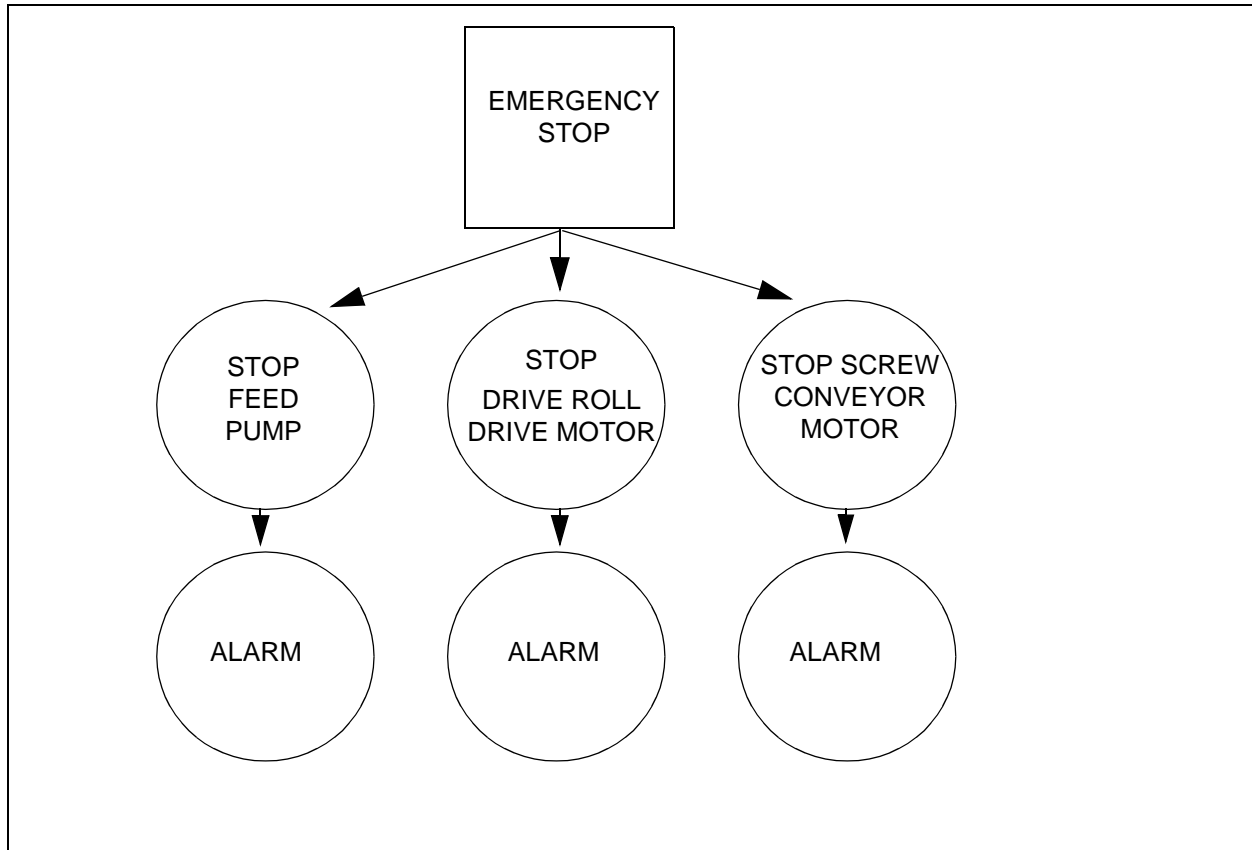 EMERGENCY
STOP
STOP
FEED
PUMP
STOP
DRIVE ROLL
DRIVE MOTOR
STOP SCREW
CONVEYOR
MOTOR
ALARM
ALARM
ALARM